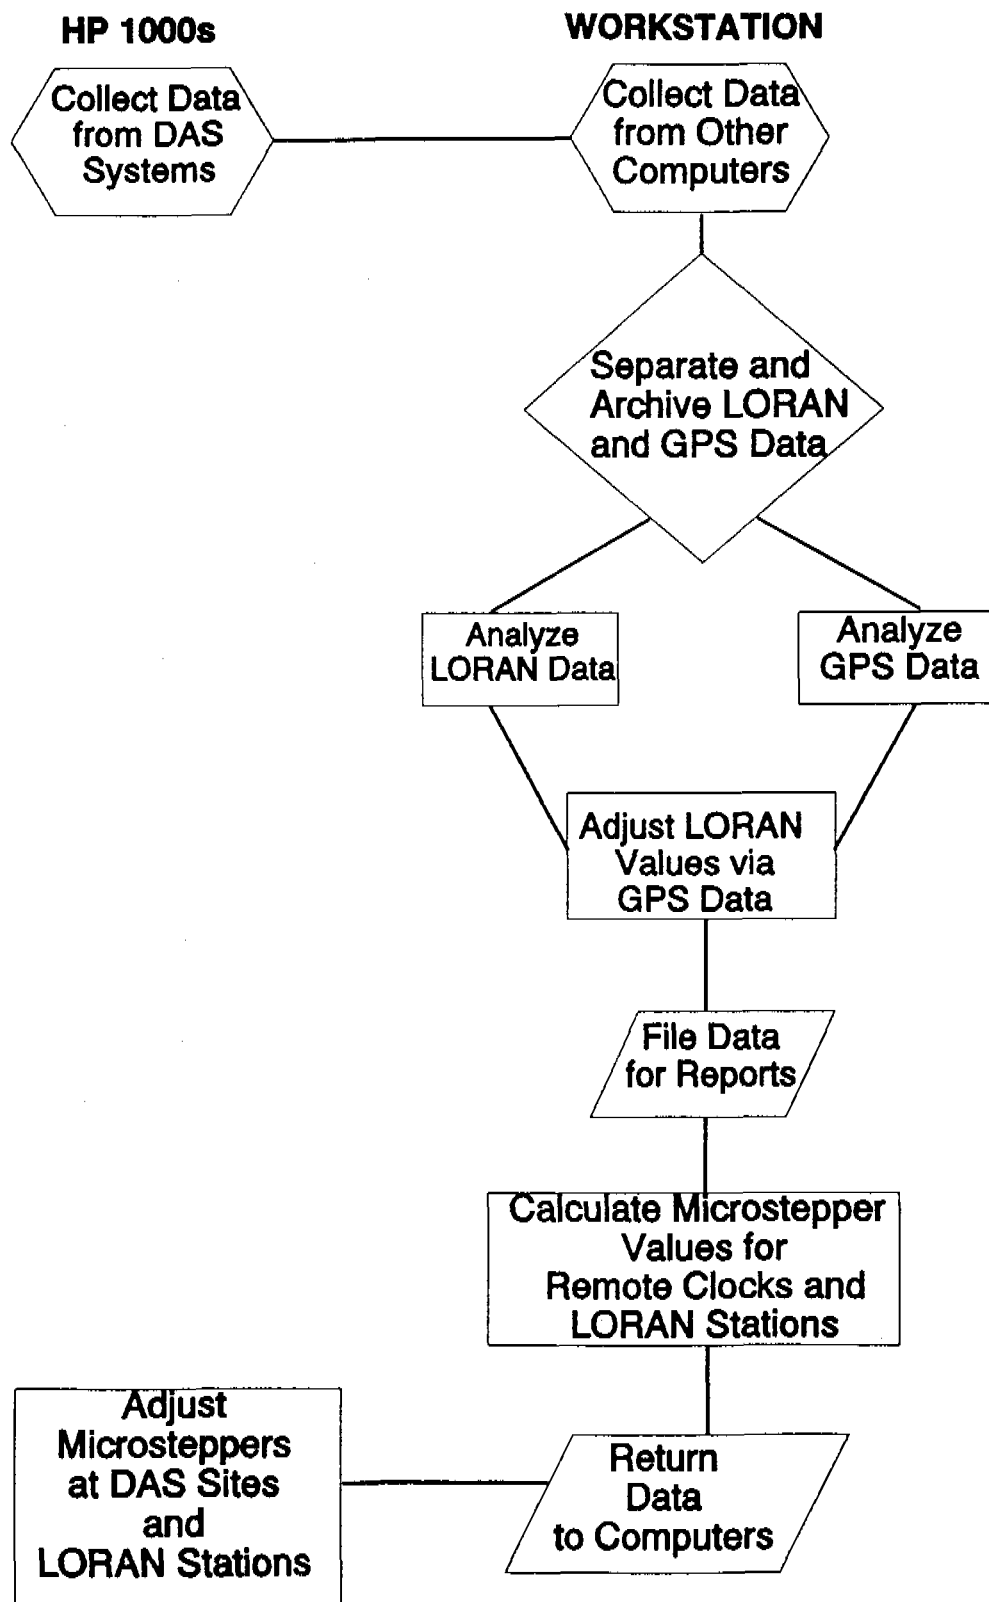 HP 1000s
WORKSTATION
Collect Data
from DAS
Systems
Collect Data
from Other
Computers
Separate and
Archive LORAN
and GPS Data
Analyze
LORAN Data
Analyze
GPS Data
Adjust LORAN
Values via
GPS Data
File Data
for Reports
Calculate Microstepper
Values for
Remote Clocks and
LORAN Stations
Adjust
Microsteppers
at DAS Sites
and
LORAN Stations
Return
Data
to Computers